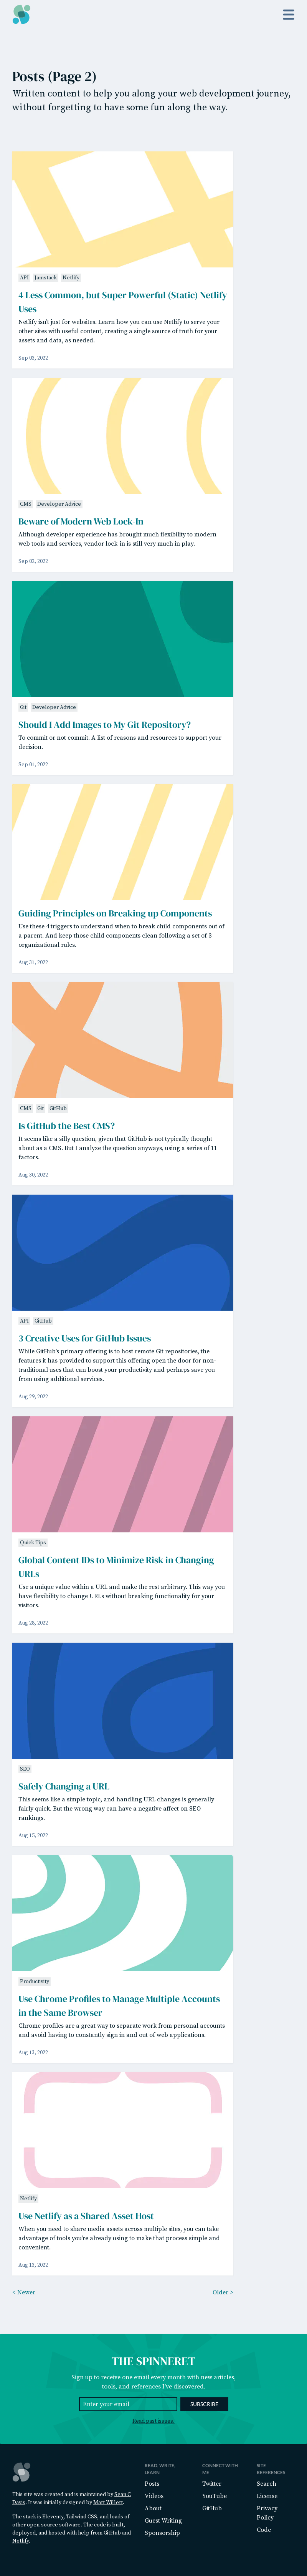 Posts (Page 2)
Written content to help you along your web development journey,
without forgetting to have some fun along the way.
API Jamstack Netlify
4 Less Common, but Super Powerful (Static) Netlify
Uses
Netlify isn't just for websites. Learn how you can use Netlify to serve your
other sites with useful content, creating a single source of truth for your
assets and data, as needed.
Sep 03, 2022
CMS Developer Advice
Beware of Modern Web Lock-In
Although developer experience has brought much flexibility to modern
web tools and services, vendor lock-in is still very much in play.
Sep 02, 2022
Git Developer Advice
Should I Add Images to My Git Repository?
To commit or not commit. A list of reasons and resources to support your
decision.
Sep 01, 2022
Guiding Principles on Breaking up Components
Use these 4 triggers to understand when to break child components out of
a parent. And keep those child components clean following a set of 3
organizational rules.
Aug 31, 2022
CMS Git GitHub
Is GitHub the Best CMS?
It seems like a silly question, given that GitHub is not typically thought
about as a CMS. But I analyze the question anyways, using a series of 11
factors.
Aug 30, 2022
API GitHub
3 Creative Uses for GitHub Issues
While GitHub's primary offering is to host remote Git repositories, the
features it has provided to support this offering open the door for non-
traditional uses that can boost your productivity and perhaps save you
from using additional services.
Aug 29, 2022
Quick Tips
Global Content IDs to Minimize Risk in Changing
URLs
Use a unique value within a URL and make the rest arbitrary. This way you
have flexibility to change URLs without breaking functionality for your
visitors.
Aug 28, 2022
SEO
Safely Changing a URL
This seems like a simple topic, and handling URL changes is generally
fairly quick. But the wrong way can have a negative affect on SEO
rankings.
Aug 15, 2022
Productivity
Use Chrome Profiles to Manage Multiple Accounts
in the Same Browser
Chrome profiles are a great way to separate work from personal accounts
and avoid having to constantly sign in and out of web applications.
Aug 13, 2022
Netlify
Use Netlify as a Shared Asset Host
When you need to share media assets across multiple sites, you can take
advantage of tools you're already using to make that process simple and
convenient.
Aug 13, 2022
< Newer
Older >
THE SPINNERET
Sign up to receive one email every month with new articles,
tools, and references I've discovered.
Enter your email
SUBSCRIBE
Read past issues.
This site was created and is maintained by Sean C
Davis. It was initially designed by Matt Willett.
The stack is Eleventy, Tailwind CSS, and loads of
other open-source software. The code is built,
deployed, and hosted with help from GitHub and
Netlify.
READ, WRITE,
LEARN
Posts
Videos
About
Guest Writing
Sponsorship
CONNECT WITH
ME
Twitter
YouTube
GitHub
SITE
REFERENCES
Search
License
Privacy
Policy
Code